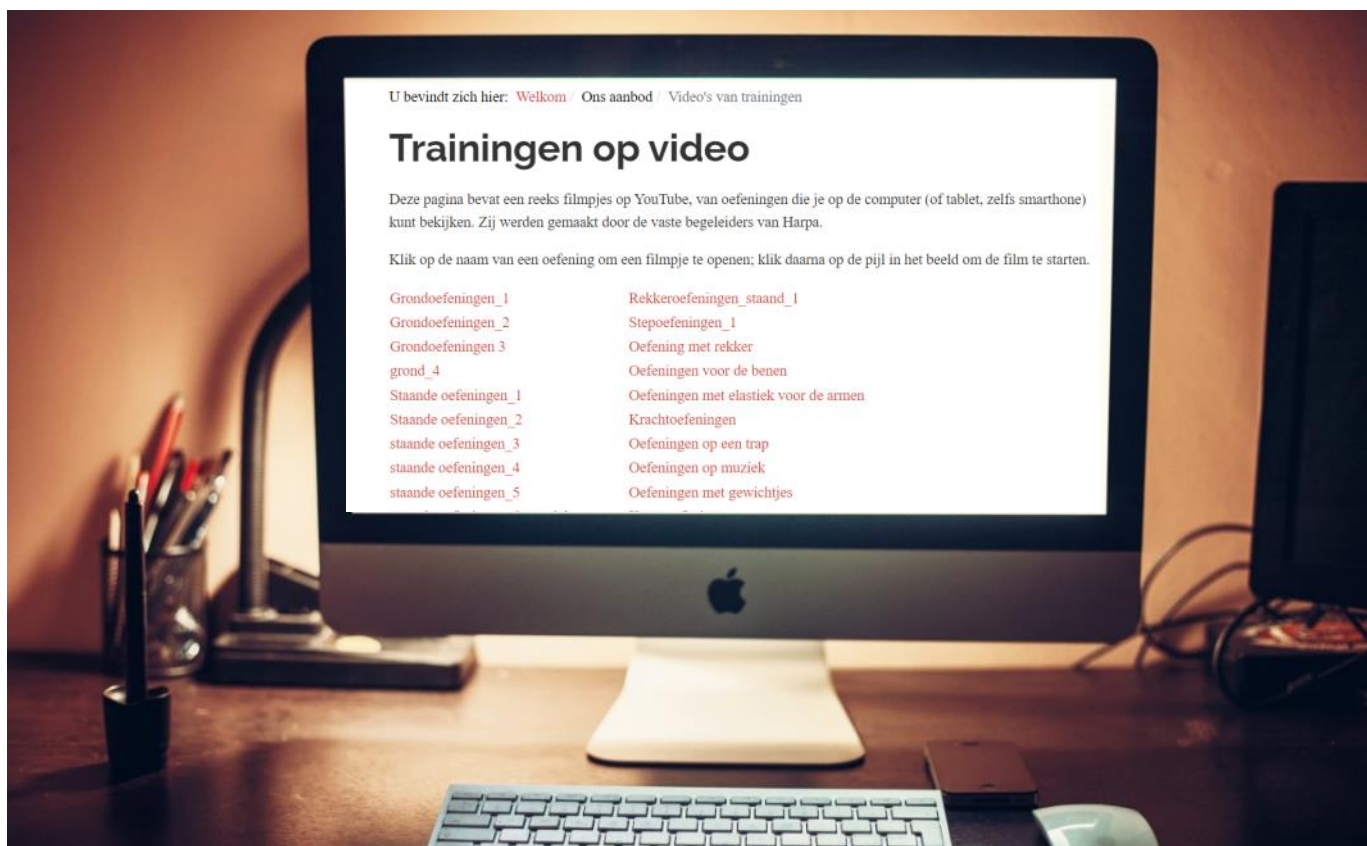 U bevindt zich hier: Welkom / Ons aanbod / Video's van trainingen
Trainingen op video
Deze pagina bevat een reeks filmpjes op YouTube, van oefeningen die je op de computer (of tablet, zelfs smarthone)
kunt bekijken. Zij werden gemaakt door de vaste begeleiders van Harpa.
Klik op de naam van een oefening om een filmpje te openen; klik daarna op de pijl in het beeld om de film te starten.
Grondoefeningen_1
Grondoefeningen_2
Grondoefeningen 3
grond_4
Staande oefeningen_1
Staande oefeningen_2
staande oefeningen_3
staande oefeningen_4
staande oefeningen_5
Rekkeroefeningen_staand_1
Stepoefeningen_1
Oefening met rekker
Oefeningen voor de benen
Oefeningen met elastiek voor de armen
Krachtoefeningen
Oefeningen op een trap
Oefeningen op muziek
Oefeningen met gewichtjes